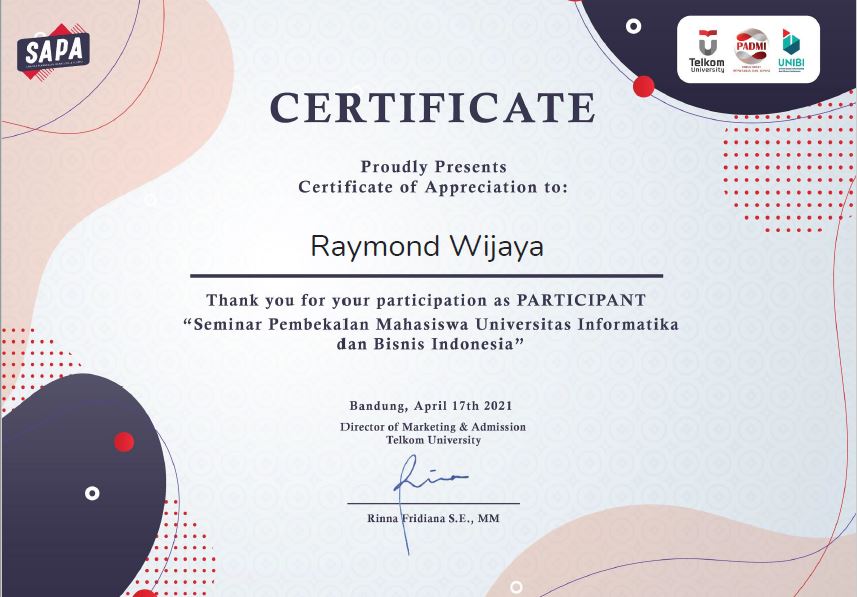 SAPA
Telkom
University
PADMI
UNIBI
CERTIFICATE
Proudly Presents
Certificate of Appreciation to:
Raymond Wijaya
Thank you for your participation as PARTICIPANT
“Seminar Pembekalan Mahasiswa Universitas Informatika
dan Bisnis Indonesia”
Bandung, April 17th 2021
Director of Marketing & Admission
Telkom University
Rinna Fridiana S.E., MM